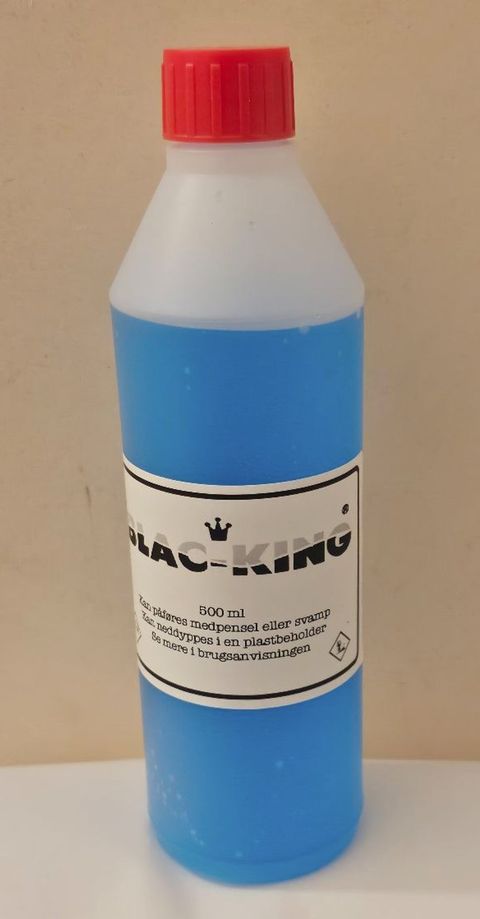 BLAC-KING ®
500 ml
Kan påføres medpensel eller svamp
Kan neddyppes i en plastbeholder
Se mere i brugsanvisningen